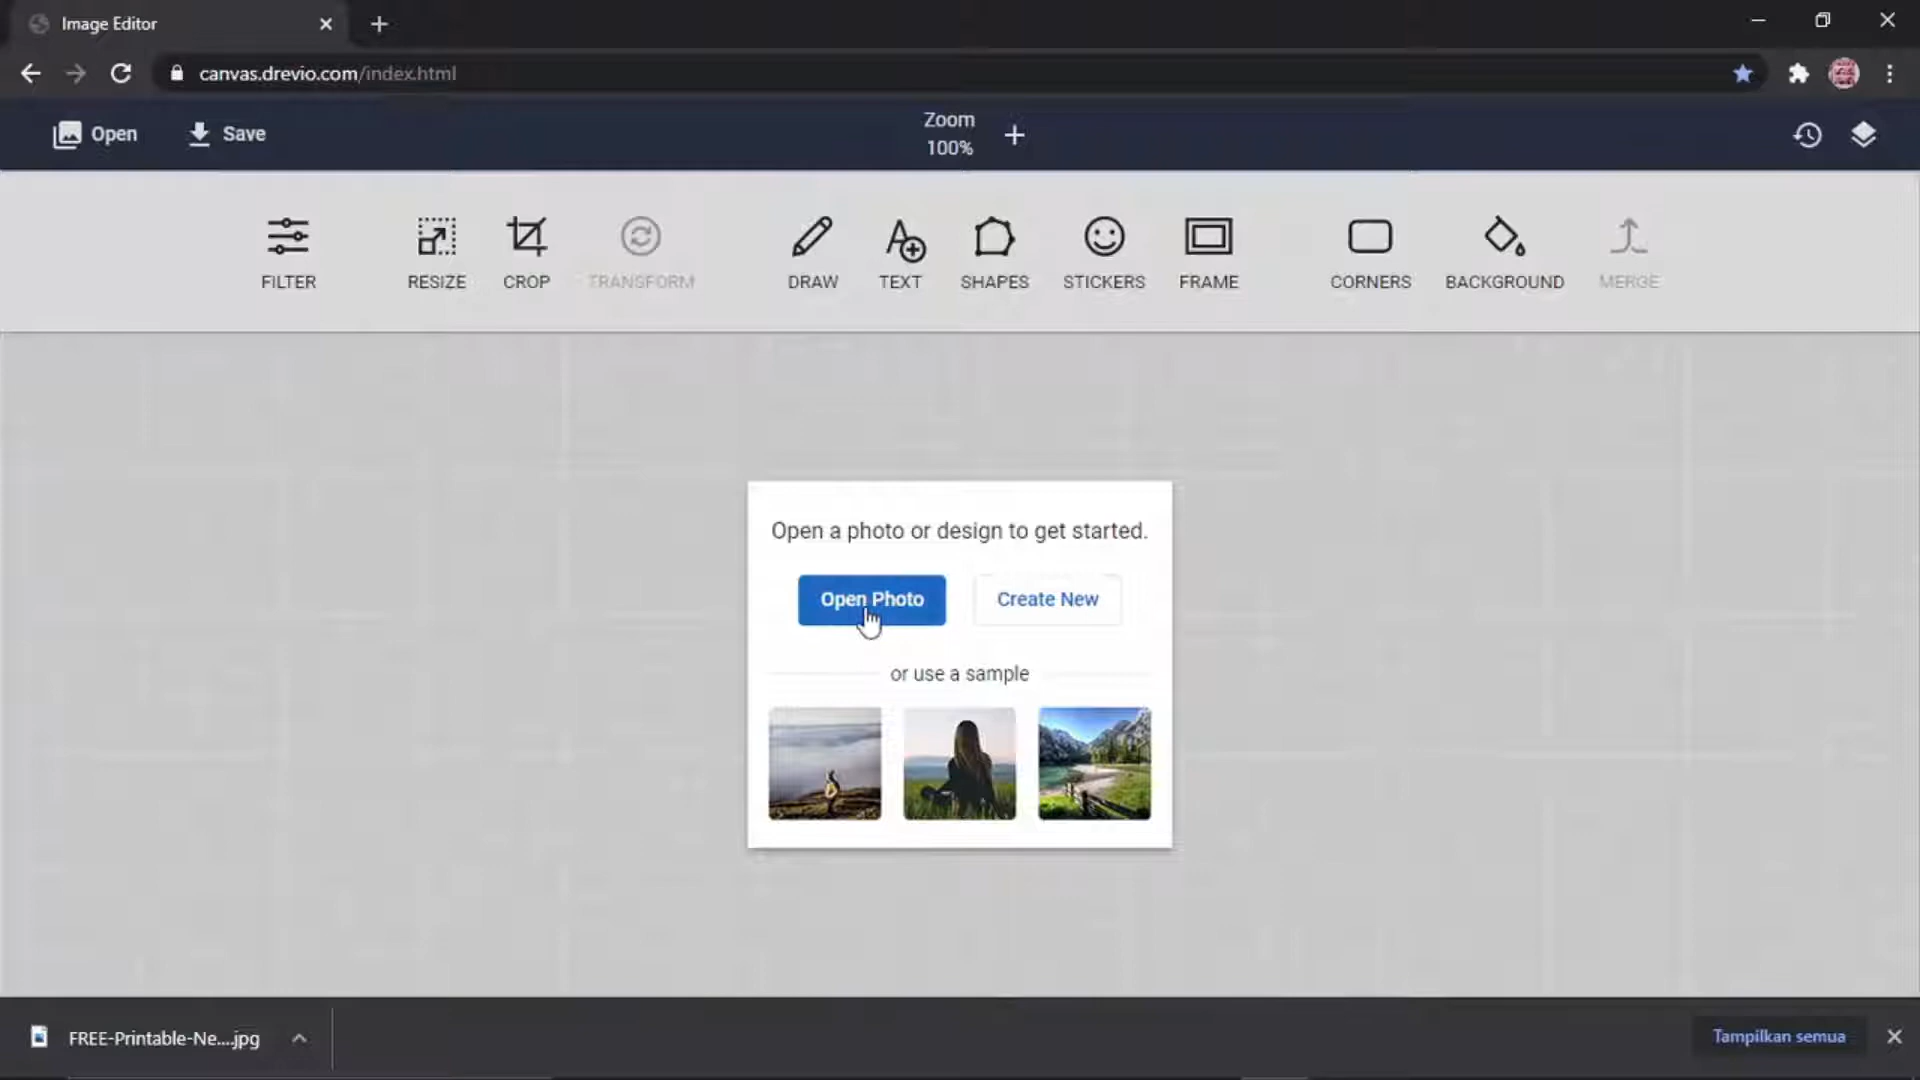 Image Editor
canvas.drevio.com/index.html
Open
Save
Zoom
100%
FILTER
RESIZE
CROP
TRANSFORM
DRAW
TEXT
SHAPES
STICKERS
FRAME
CORNERS
BACKGROUND
MERGE
Open a photo or design to get started.
Open Photo
Create New
or use a sample
FREE-Printable-Ne....jpg
Tampilkan semua